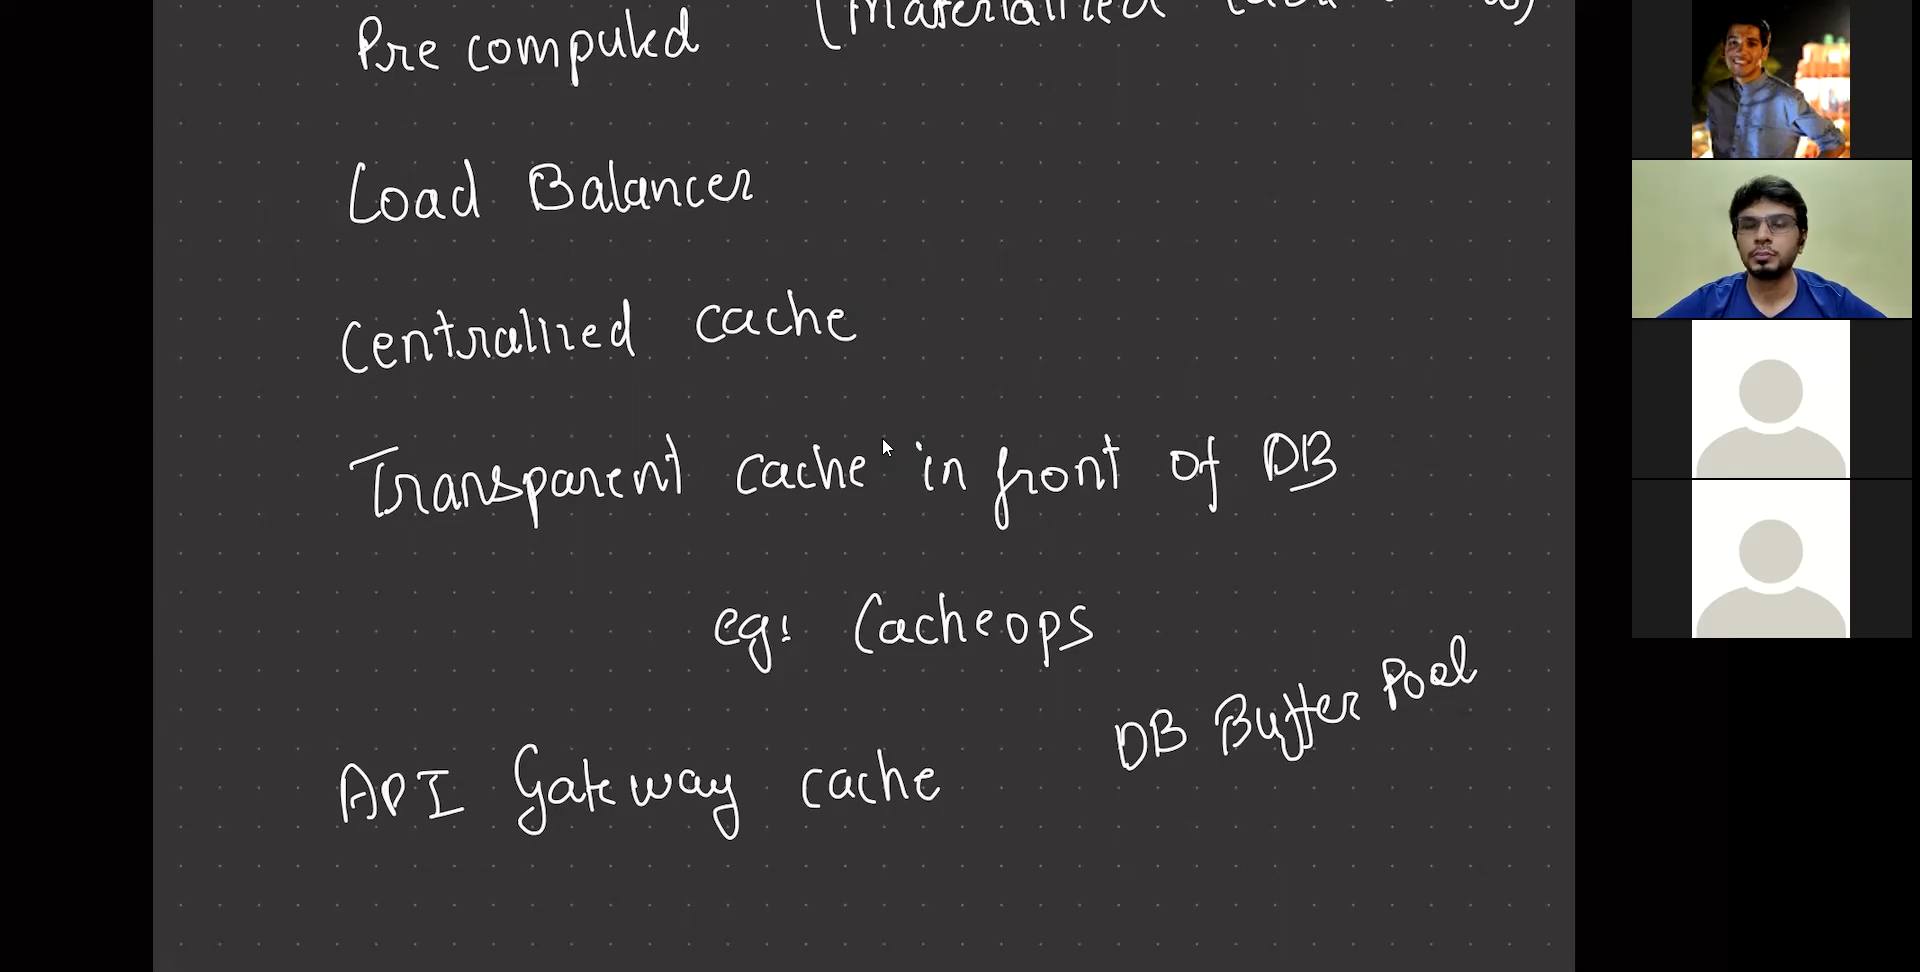 Pre computed (Materialized
Load Balancer
Centralized cache
Transparent cache in front of DB
eg: Cacheops
DB Buffer Pool
API Gateway cache